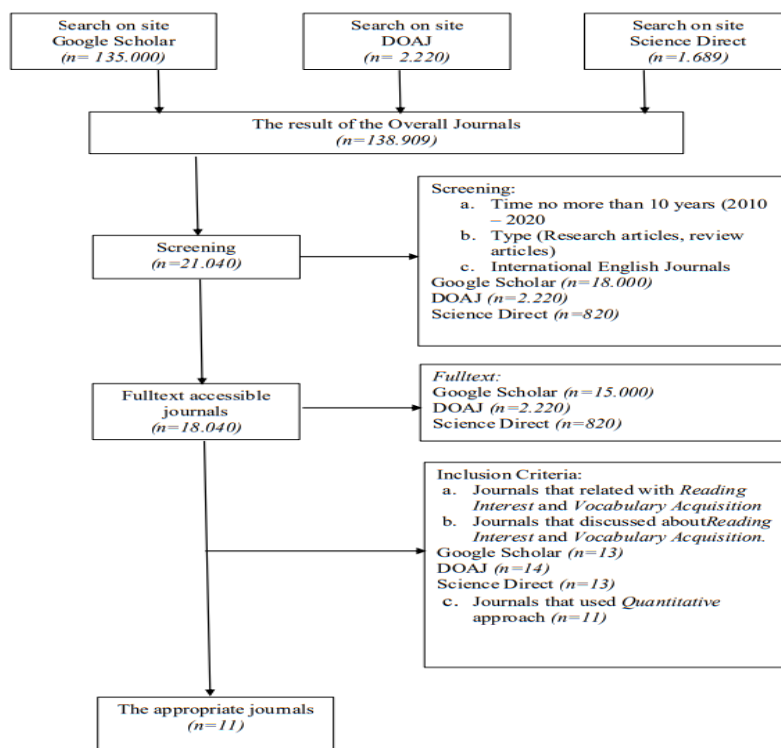 Search on site
Google Scholar
(n= 135.000)
Search on site
DOAJ
(n= 2.220)
Search on site
Science Direct
(n=1.689)
The result of the Overall Journals
(n=138.909)
Screening:
a. Time no more than 10 years (2010
– 2020
b. Type (Research articles, review
articles)
c. International English Journals
Google Scholar (n=18.000)
DOAJ (n=2.220)
Science Direct (n=820)
Screening
(n=21.040)
Fulltext:
Google Scholar (n=15.000)
DOAJ (n=2.220)
Science Direct (n=820)
Fulltext accessible
journals
(n=18.040)
Inclusion Criteria:
a. Journals that related with Reading
Interest and Vocabulary Acquisition
b. Journals that discussed aboutReading
Interest and Vocabulary Acquisition.
Google Scholar (n=13)
DOAJ (n=14)
Science Direct (n=13)
c. Journals that used Quantitative
approach (n=11)
The appropriate journals
(n=11)